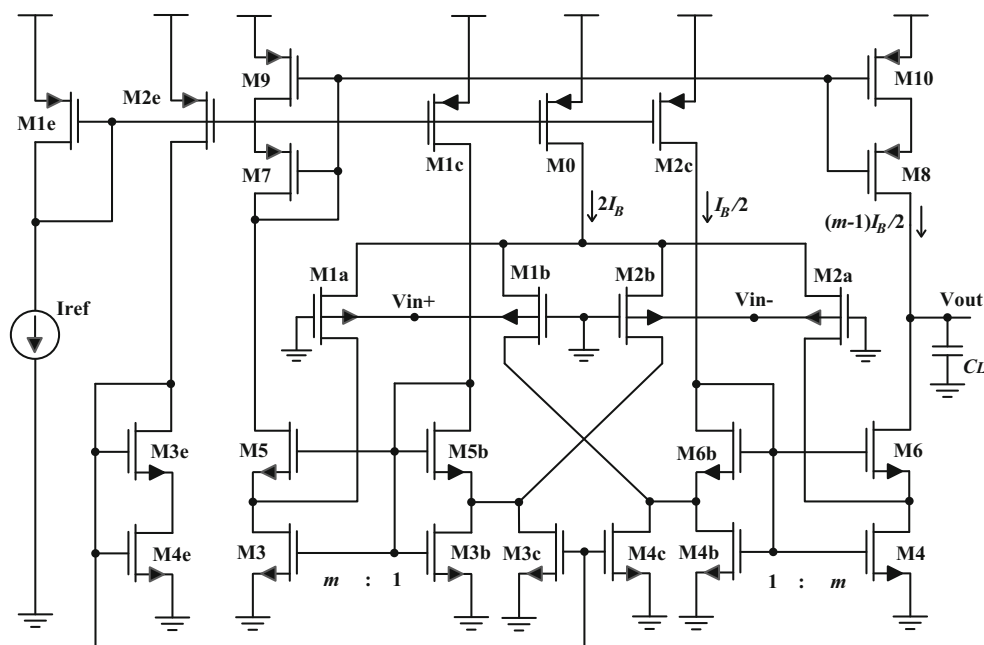 M9
M10
M1e
M2e
M7
M1c
M0
M2c
M8
2I_B
I_B/2
(m-1)I_B/2
M1a
M1b
M2b
M2a
Iref
Vin+
Vin-
Vout
C_L
M3e
M5
M5b
M6b
M6
M4e
M3
M3b
M3c
M4c
M4b
M4
m : 1
1 : m